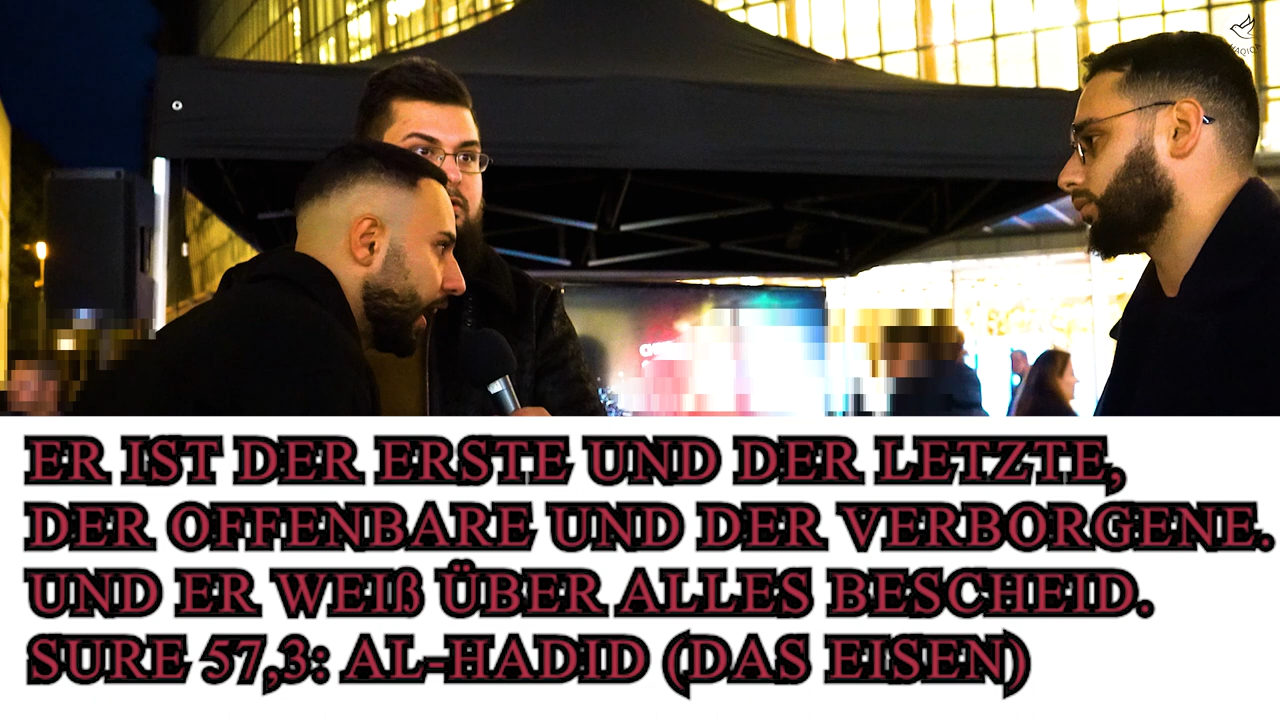 ER IST DER ERSTE UND DER LETZTE,
DER OFFENBARE UND DER VERBORGENE.
UND ER WEIß ÜBER ALLES BESCHEID.
SURE 57,3: AL-HADID (DAS EISEN)